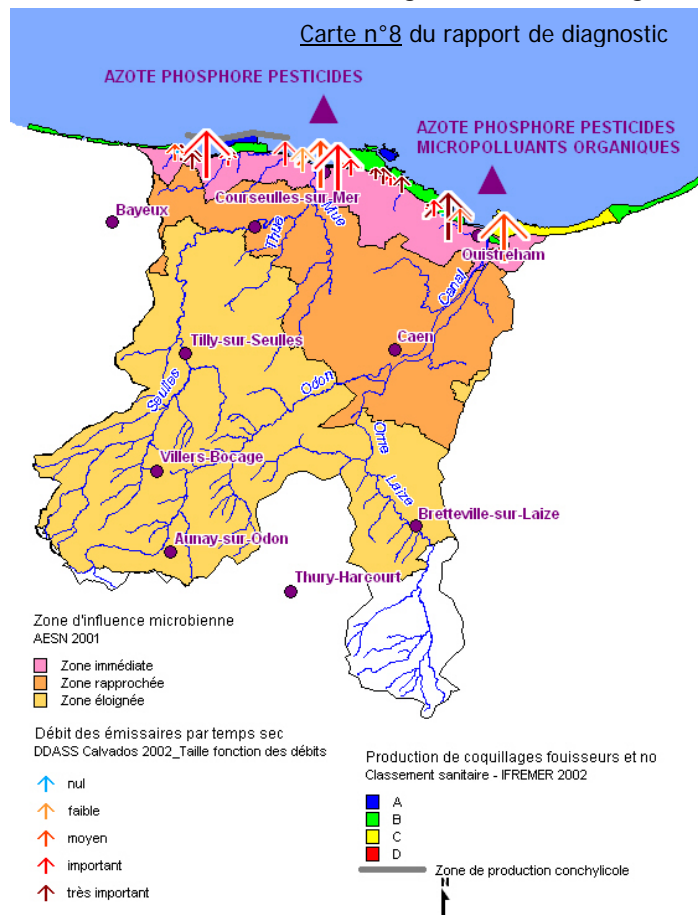 Carte n°8 du rapport de diagnostic
AZOTE PHOSPHORE PESTICIDES
AZOTE PHOSPHORE PESTICIDES
MICROPOLLUANTS ORGANIQUES
Courseulles-sur-Mer
Bayeux
Thue
Mue
Ouistreham
Canal
Caen
Tilly-sur-Seulles
Seulles
Odon
Villers-Bocage
Orne
Laize
Bretteville-sur-Laize
Aunay-sur-Odon
Thury-Harcourt
Zone d'influence microbienne
AESN 2001
Zone immédiate
Zone rapprochée
Zone éloignée
Débit des émissaires par temps sec
DDASS Calvados 2002_Taille fonction des débits
nul
faible
moyen
important
très important
Production de coquillages fouisseurs et no
Classement sanitaire - IFREMER 2002
A
B
C
D
Zone de production conchylicole
N